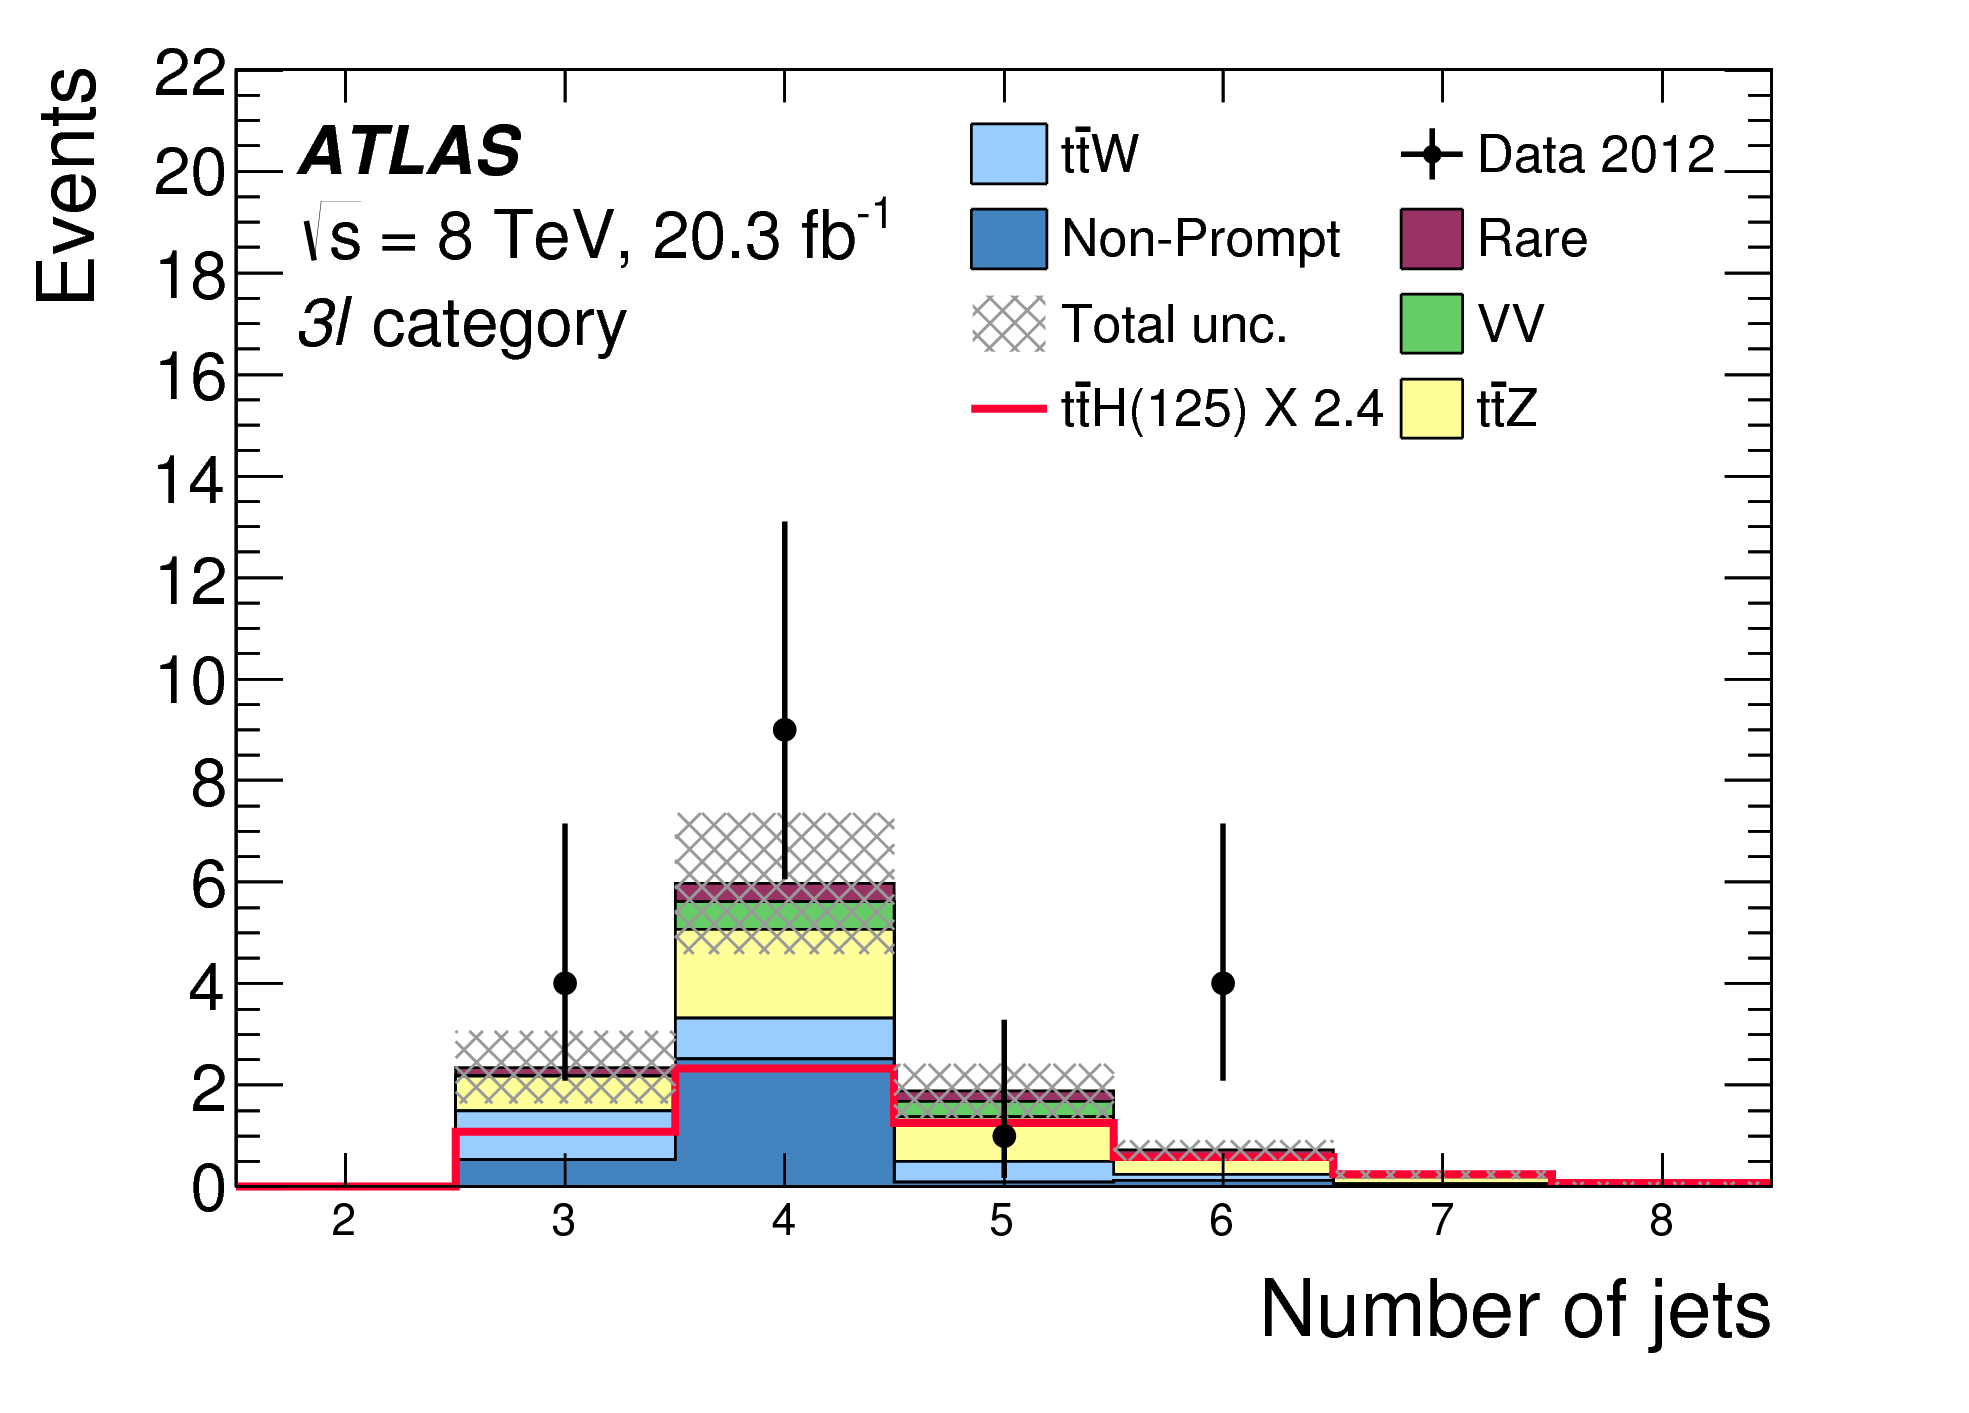 Events
22
20
18
16
14
12
10
8
6
4
2
0
ATLAS
√s = 8 TeV, 20.3 fb⁻¹
3l category
tt̄W
Non-Prompt
Total unc.
tt̄H(125) X 2.4
Data 2012
Rare
VV
tt̄Z
2 3 4 5 6 7 8
Number of jets